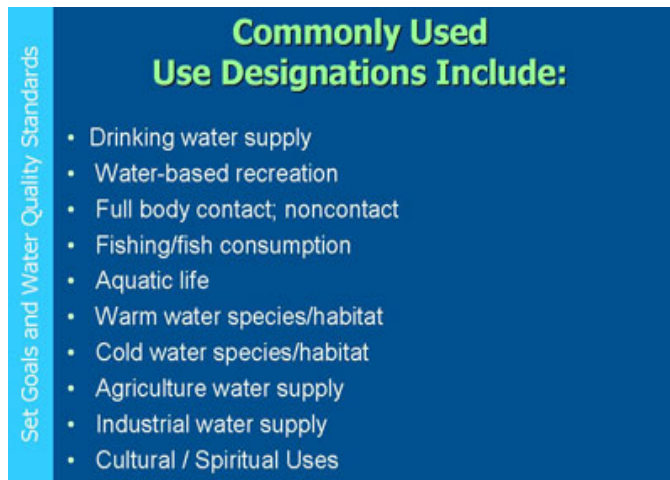 Commonly Used
Use Designations Include:
Set Goals and Water Quality Standards
• Drinking water supply
• Water-based recreation
• Full body contact; noncontact
• Fishing/fish consumption
• Aquatic life
• Warm water species/habitat
• Cold water species/habitat
• Agriculture water supply
• Industrial water supply
• Cultural / Spiritual Uses